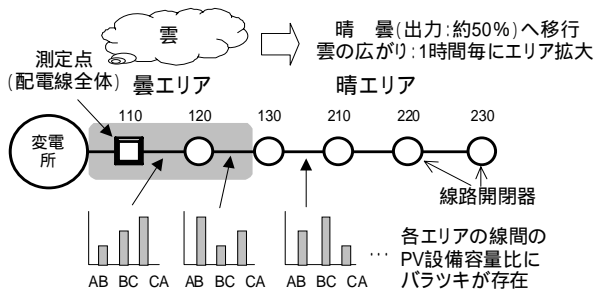 雲
晴 曇(出力:約50%)へ移行
雲の広がり:1時間毎にエリア拡大
測定点
(配電線全体)
曇エリア
晴エリア
110 120 130 210 220 230
変電
所
線路開閉器
AB BC CA AB BC CA AB BC CA
…
各エリアの線間の
PV設備容量比に
バラツキが存在